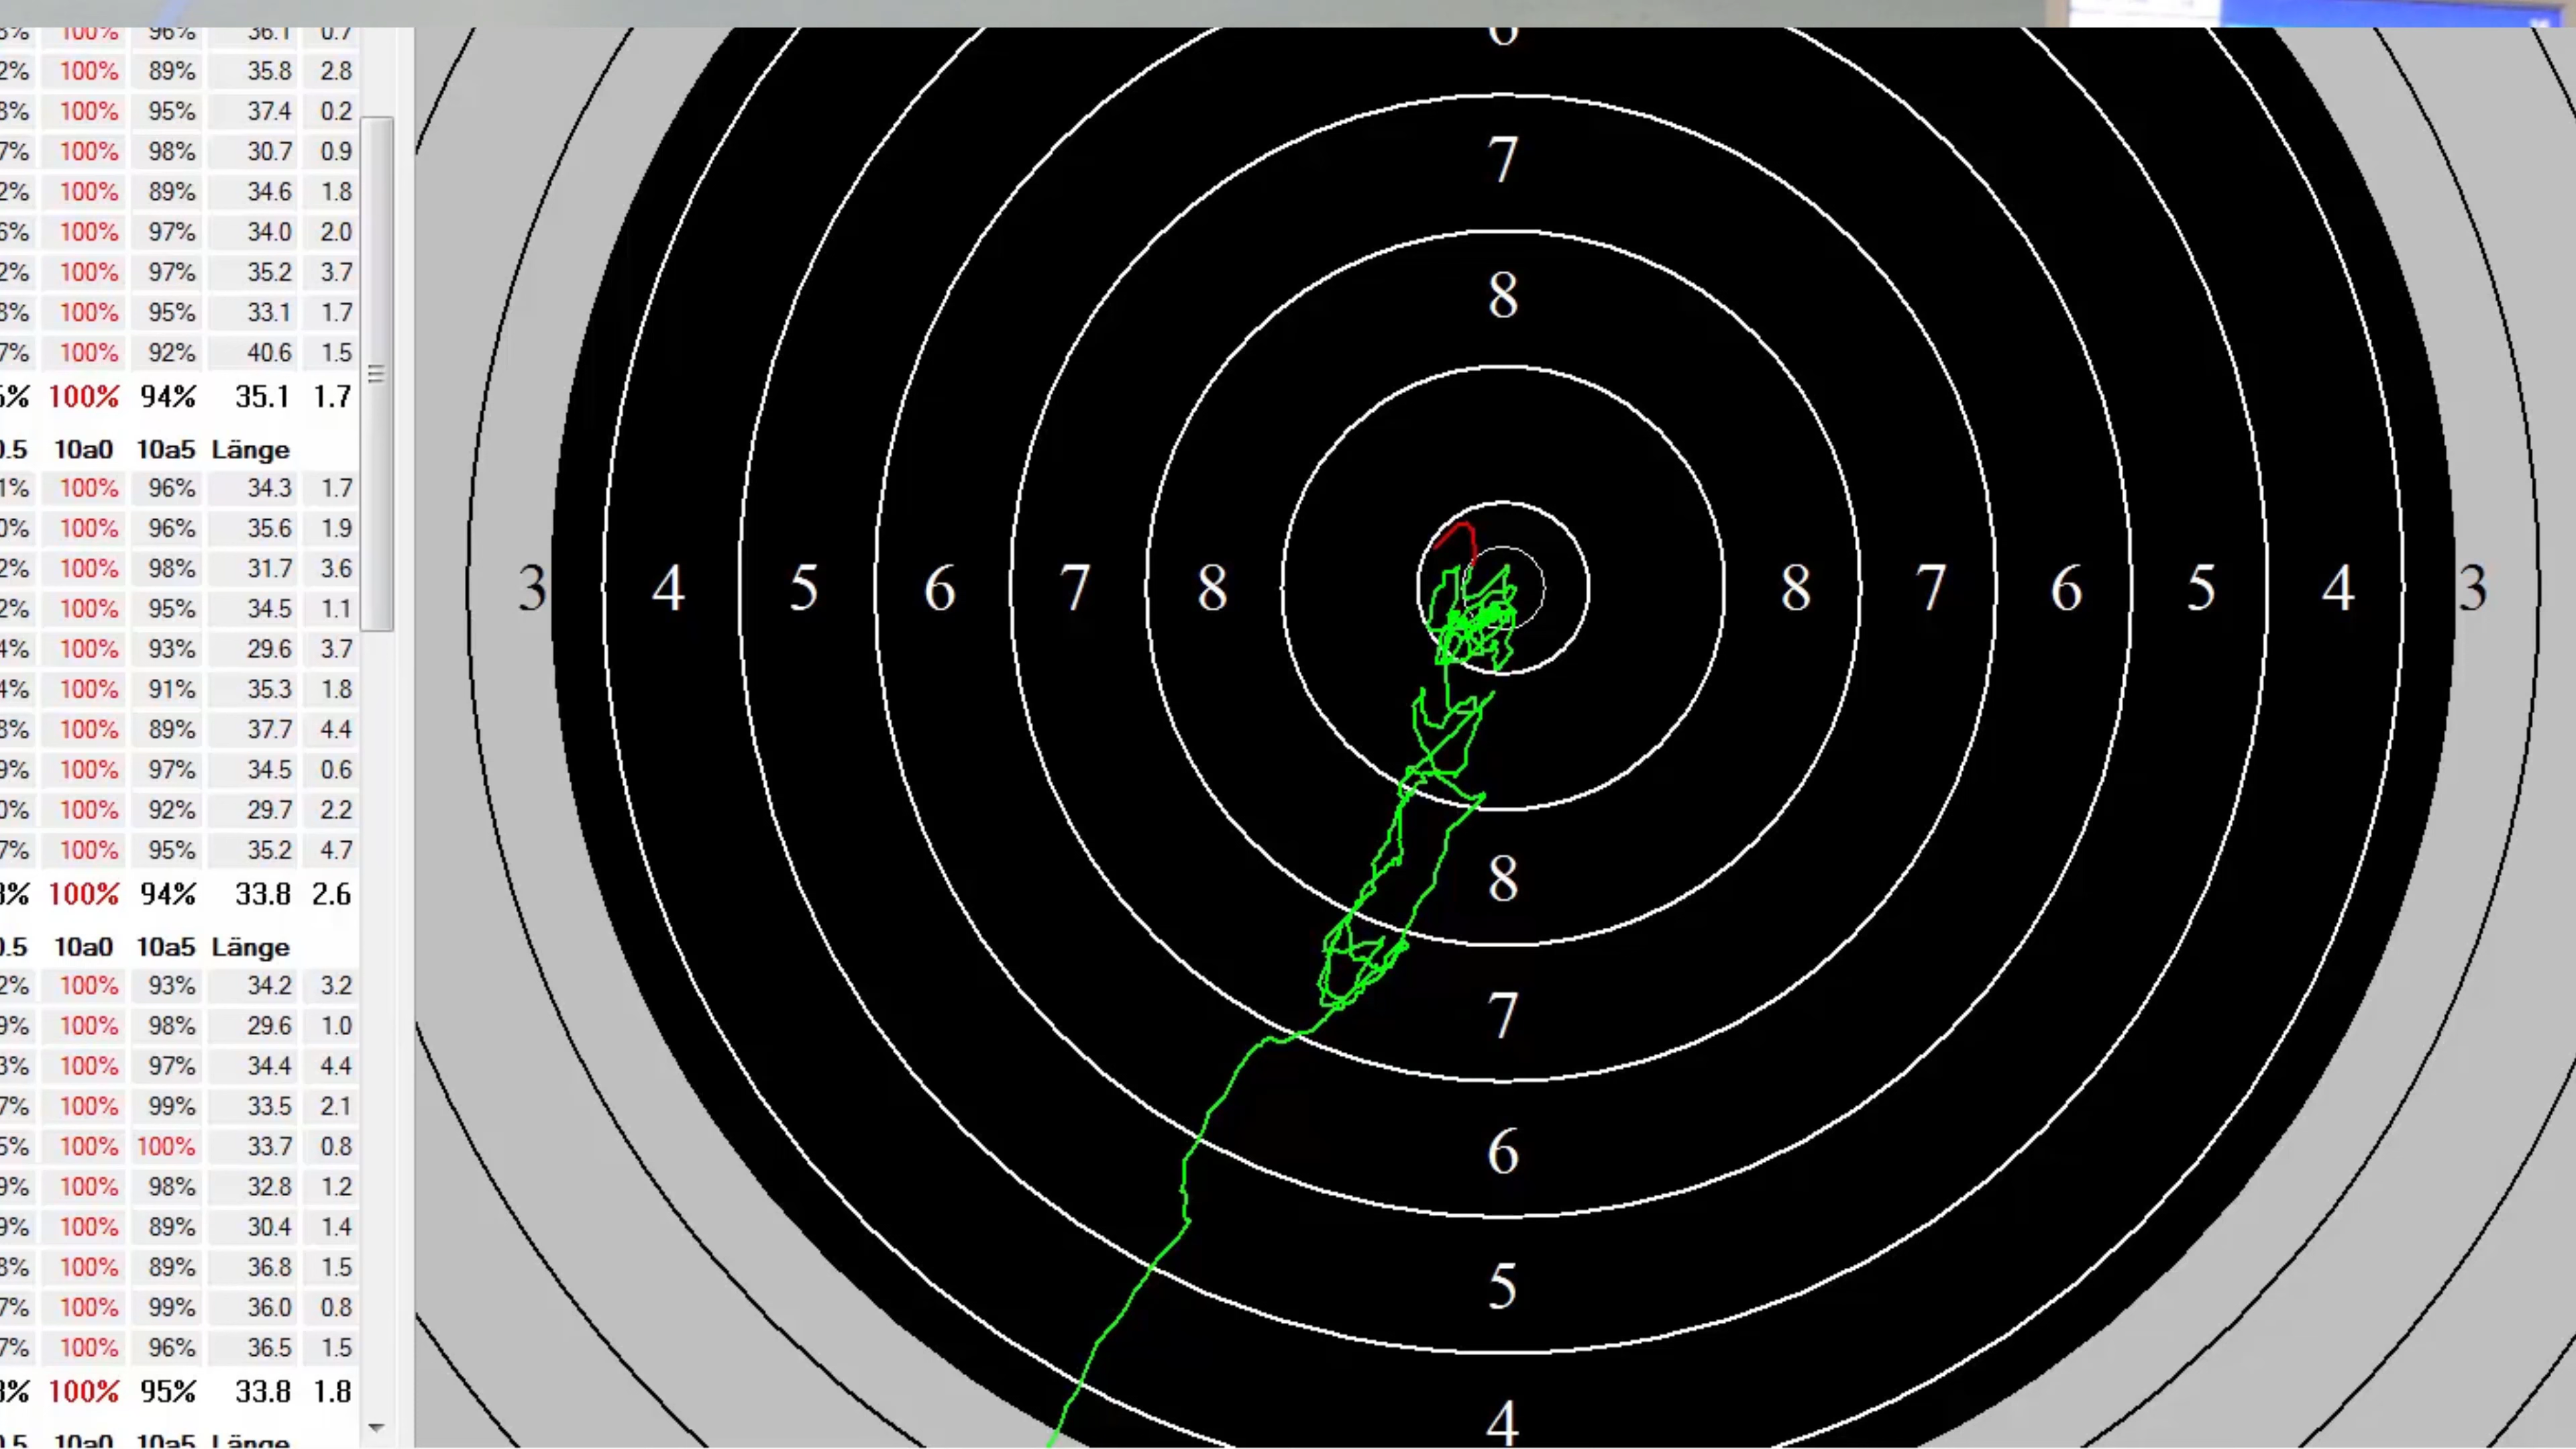 100% 96% 36.1 0.7
2% 100% 89% 35.8 2.8
8% 100% 95% 37.4 0.2
7% 100% 98% 30.7 0.9
2% 100% 89% 34.6 1.8
6% 100% 97% 34.0 2.0
2% 100% 97% 35.2 3.7
8% 100% 95% 33.1 1.7
7% 100% 92% 40.6 1.5
% 100% 94% 35.1 1.7
0.5 10a0 10a5 Länge
1% 100% 96% 34.3 1.7
0% 100% 96% 35.6 1.9
2% 100% 98% 31.7 3.6
2% 100% 95% 34.5 1.1
4% 100% 93% 29.6 3.7
4% 100% 91% 35.3 1.8
8% 100% 89% 37.7 4.4
9% 100% 97% 34.5 0.6
0% 100% 92% 29.7 2.2
7% 100% 95% 35.2 4.7
% 100% 94% 33.8 2.6
0.5 10a0 10a5 Länge
2% 100% 93% 34.2 3.2
9% 100% 98% 29.6 1.0
3% 100% 97% 34.4 4.4
7% 100% 99% 33.5 2.1
5% 100% 100% 33.7 0.8
9% 100% 98% 32.8 1.2
9% 100% 89% 30.4 1.4
8% 100% 89% 36.8 1.5
7% 100% 99% 36.0 0.8
7% 100% 96% 36.5 1.5
% 100% 95% 33.8 1.8
10a0 10a5 Länge
6
7
8
3 4 5 6 7 8 8 7 6 5 4 3
8
7
6
5
4